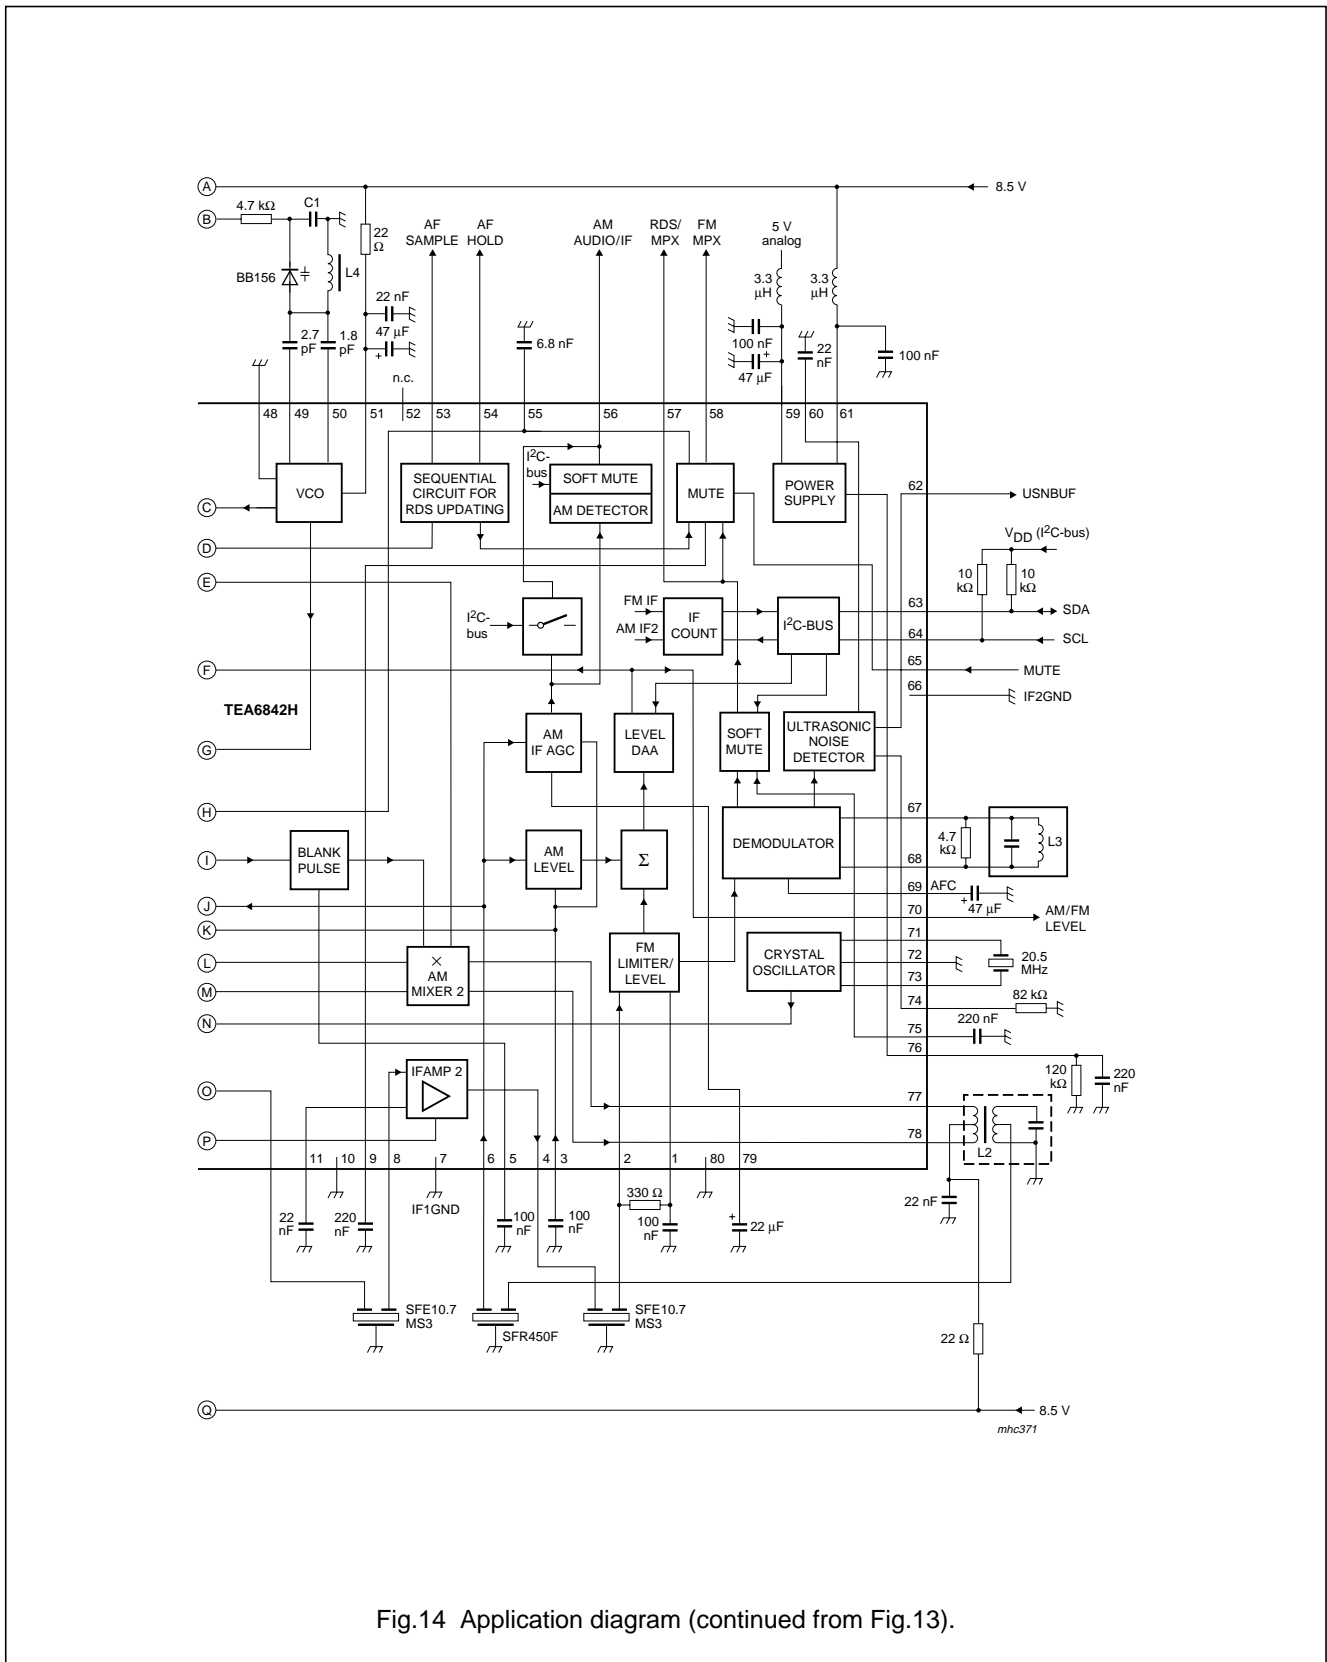 A
8.5 V
B
4.7 kΩ
C1
22
Ω
AF
SAMPLE
AF
HOLD
AM
AUDIO/IF
RDS/
MPX
FM
MPX
5 V
analog
BB156
L4
3.3
μH
3.3
μH
22 nF
47 μF
+
2.7
pF
1.8
pF
6.8 nF
100 nF
+
47 μF
22
nF
100 nF
n.c.
48
49
50
51
52
53
54
55
56
57
58
59
60
61
I2C-
bus
VCO
SEQUENTIAL
CIRCUIT FOR
RDS UPDATING
SOFT MUTE
AM DETECTOR
MUTE
POWER
SUPPLY
62
USNBUF
C
D
VDD (I2C-bus)
E
10
kΩ
10
kΩ
I2C-
bus
FM IF
AM IF2
IF
COUNT
I2C-BUS
63
SDA
64
SCL
F
65
MUTE
66
IF2GND
TEA6842H
G
AM
IF AGC
LEVEL
DAA
SOFT
MUTE
ULTRASONIC
NOISE
DETECTOR
H
67
I
BLANK
PULSE
AM
LEVEL
Σ
DEMODULATOR
4.7
kΩ
L3
68
69
AFC
+
47 μF
J
70
AM/FM
LEVEL
K
L
×
AM
MIXER 2
FM
LIMITER/
LEVEL
CRYSTAL
OSCILLATOR
71
72
73
20.5
MHz
M
74
82 kΩ
N
75
220 nF
76
O
IFAMP 2
120
kΩ
220
nF
77
P
78
L2
11
10
9
8
7
6
5
4
3
2
1
80
79
IF1GND
22
nF
220
nF
100
nF
100
nF
330 Ω
100
nF
+
22 μF
22 nF
SFE10.7
MS3
SFR450F
SFE10.7
MS3
22 Ω
Q
8.5 V
mhc371
Fig.14 Application diagram (continued from Fig.13).